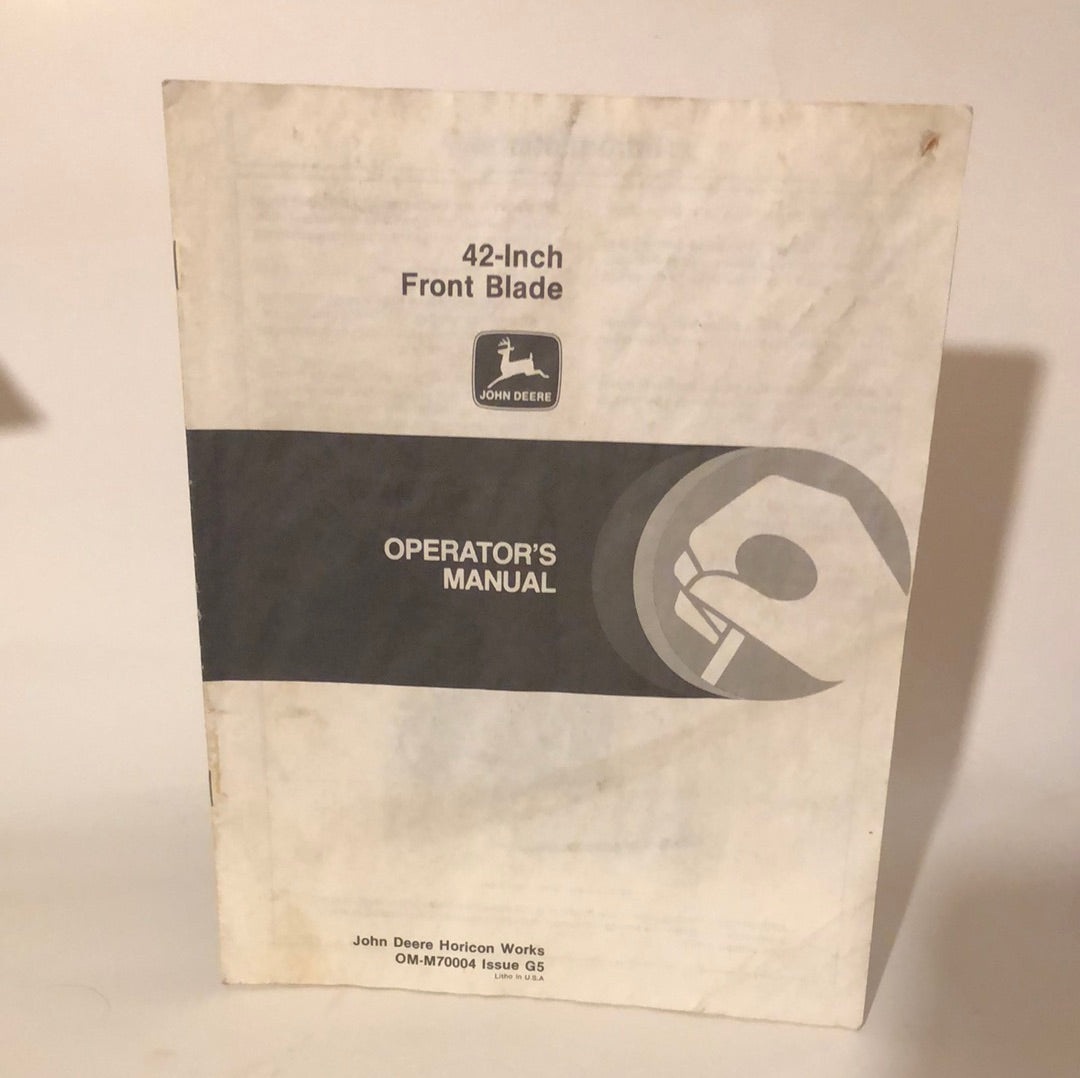 42-Inch
Front Blade
JOHN DEERE
OPERATOR'S
MANUAL
John Deere Horicon Works
OM-M70004 Issue G5
Litho in U.S.A